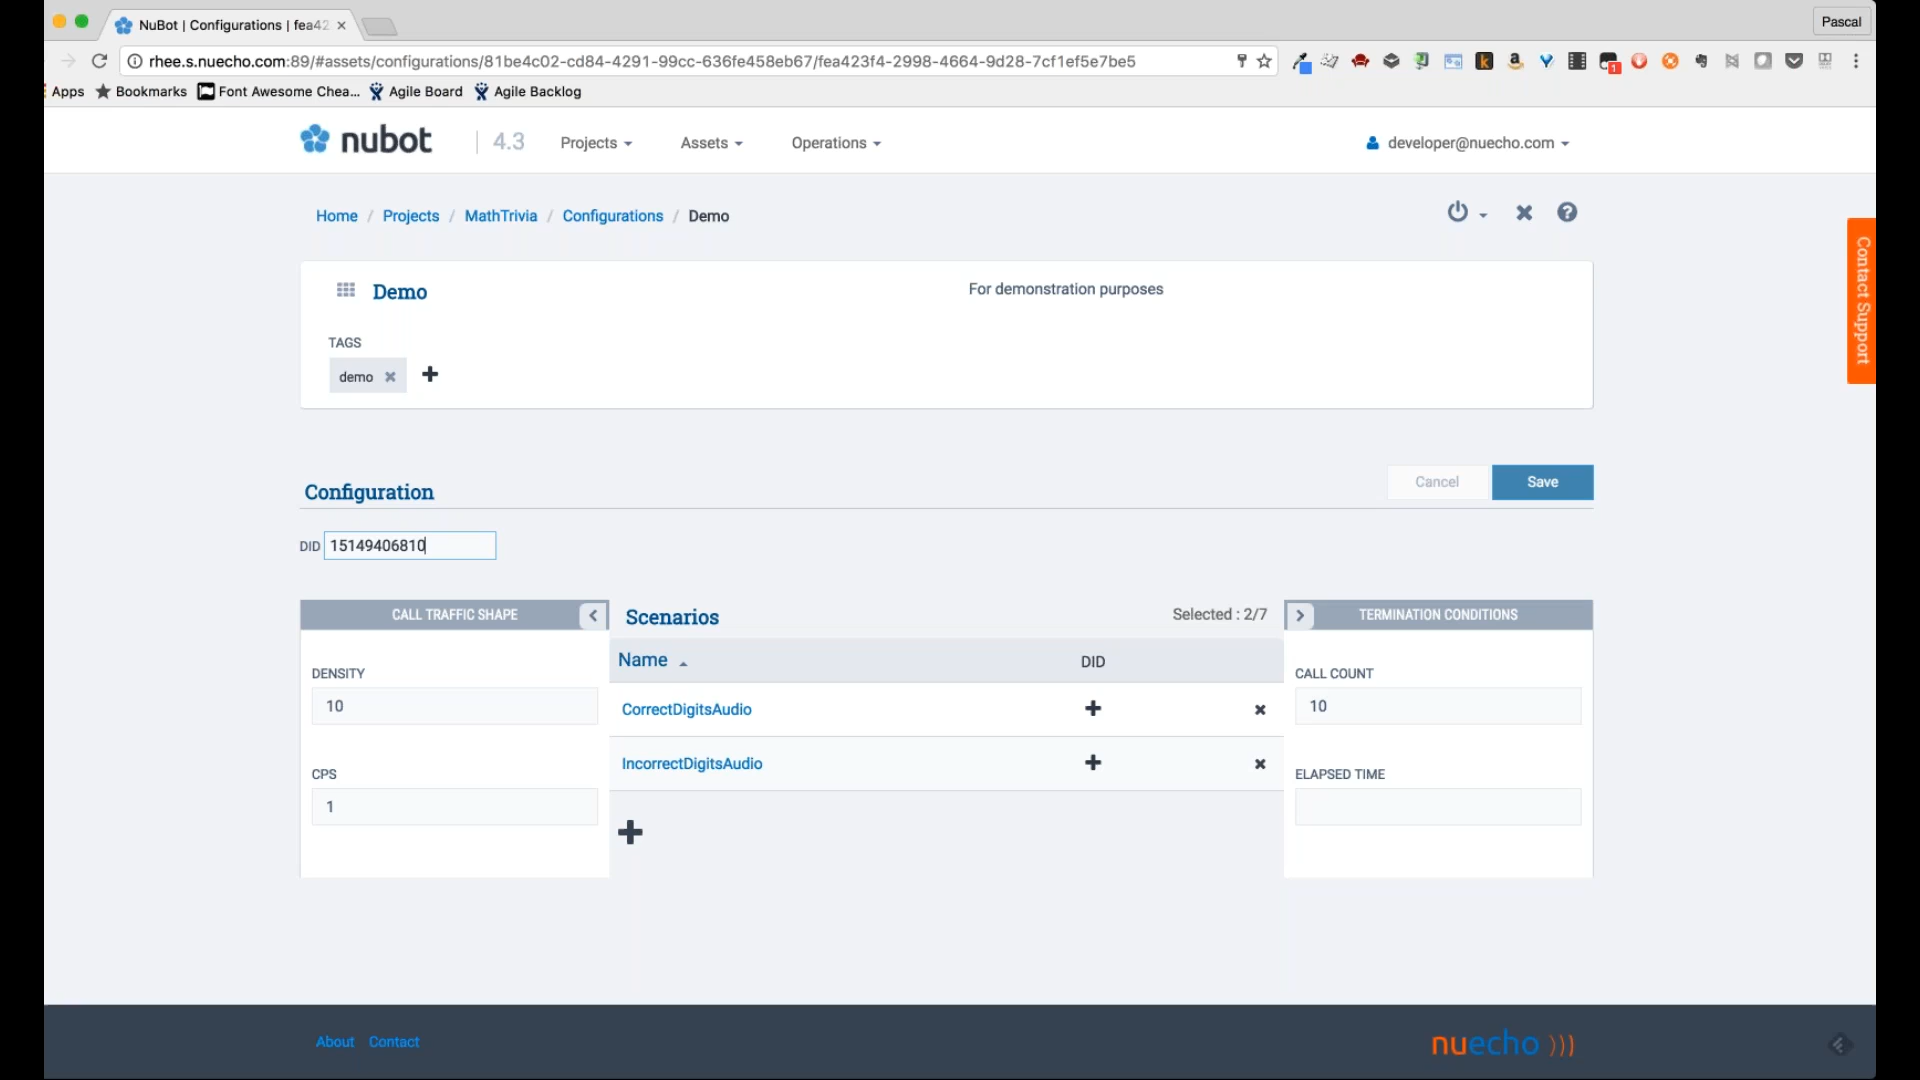 NuBot | Configurations | fea42
Pascal
rhee.s.nuecho.com:89/#assets/configurations/81be4c02-cd84-4291-99cc-636fe458eb67/fea423f4-2998-4664-9d28-7cf1ef5e7be5
Apps Bookmarks Font Awesome Chea... Agile Board Agile Backlog
nubot 4.3 Projects Assets Operations developer@nuecho.com
Home / Projects / MathTrivia / Configurations / Demo
Contact Support
Demo For demonstration purposes
TAGS
demo
Configuration Cancel Save
DID 15149406810
CALL TRAFFIC SHAPE Scenarios Selected : 2/7 TERMINATION CONDITIONS
Name DID
DENSITY CALL COUNT
10 CorrectDigitsAudio 10
IncorrectDigitsAudio
CPS ELAPSED TIME
1
About Contact nuecho